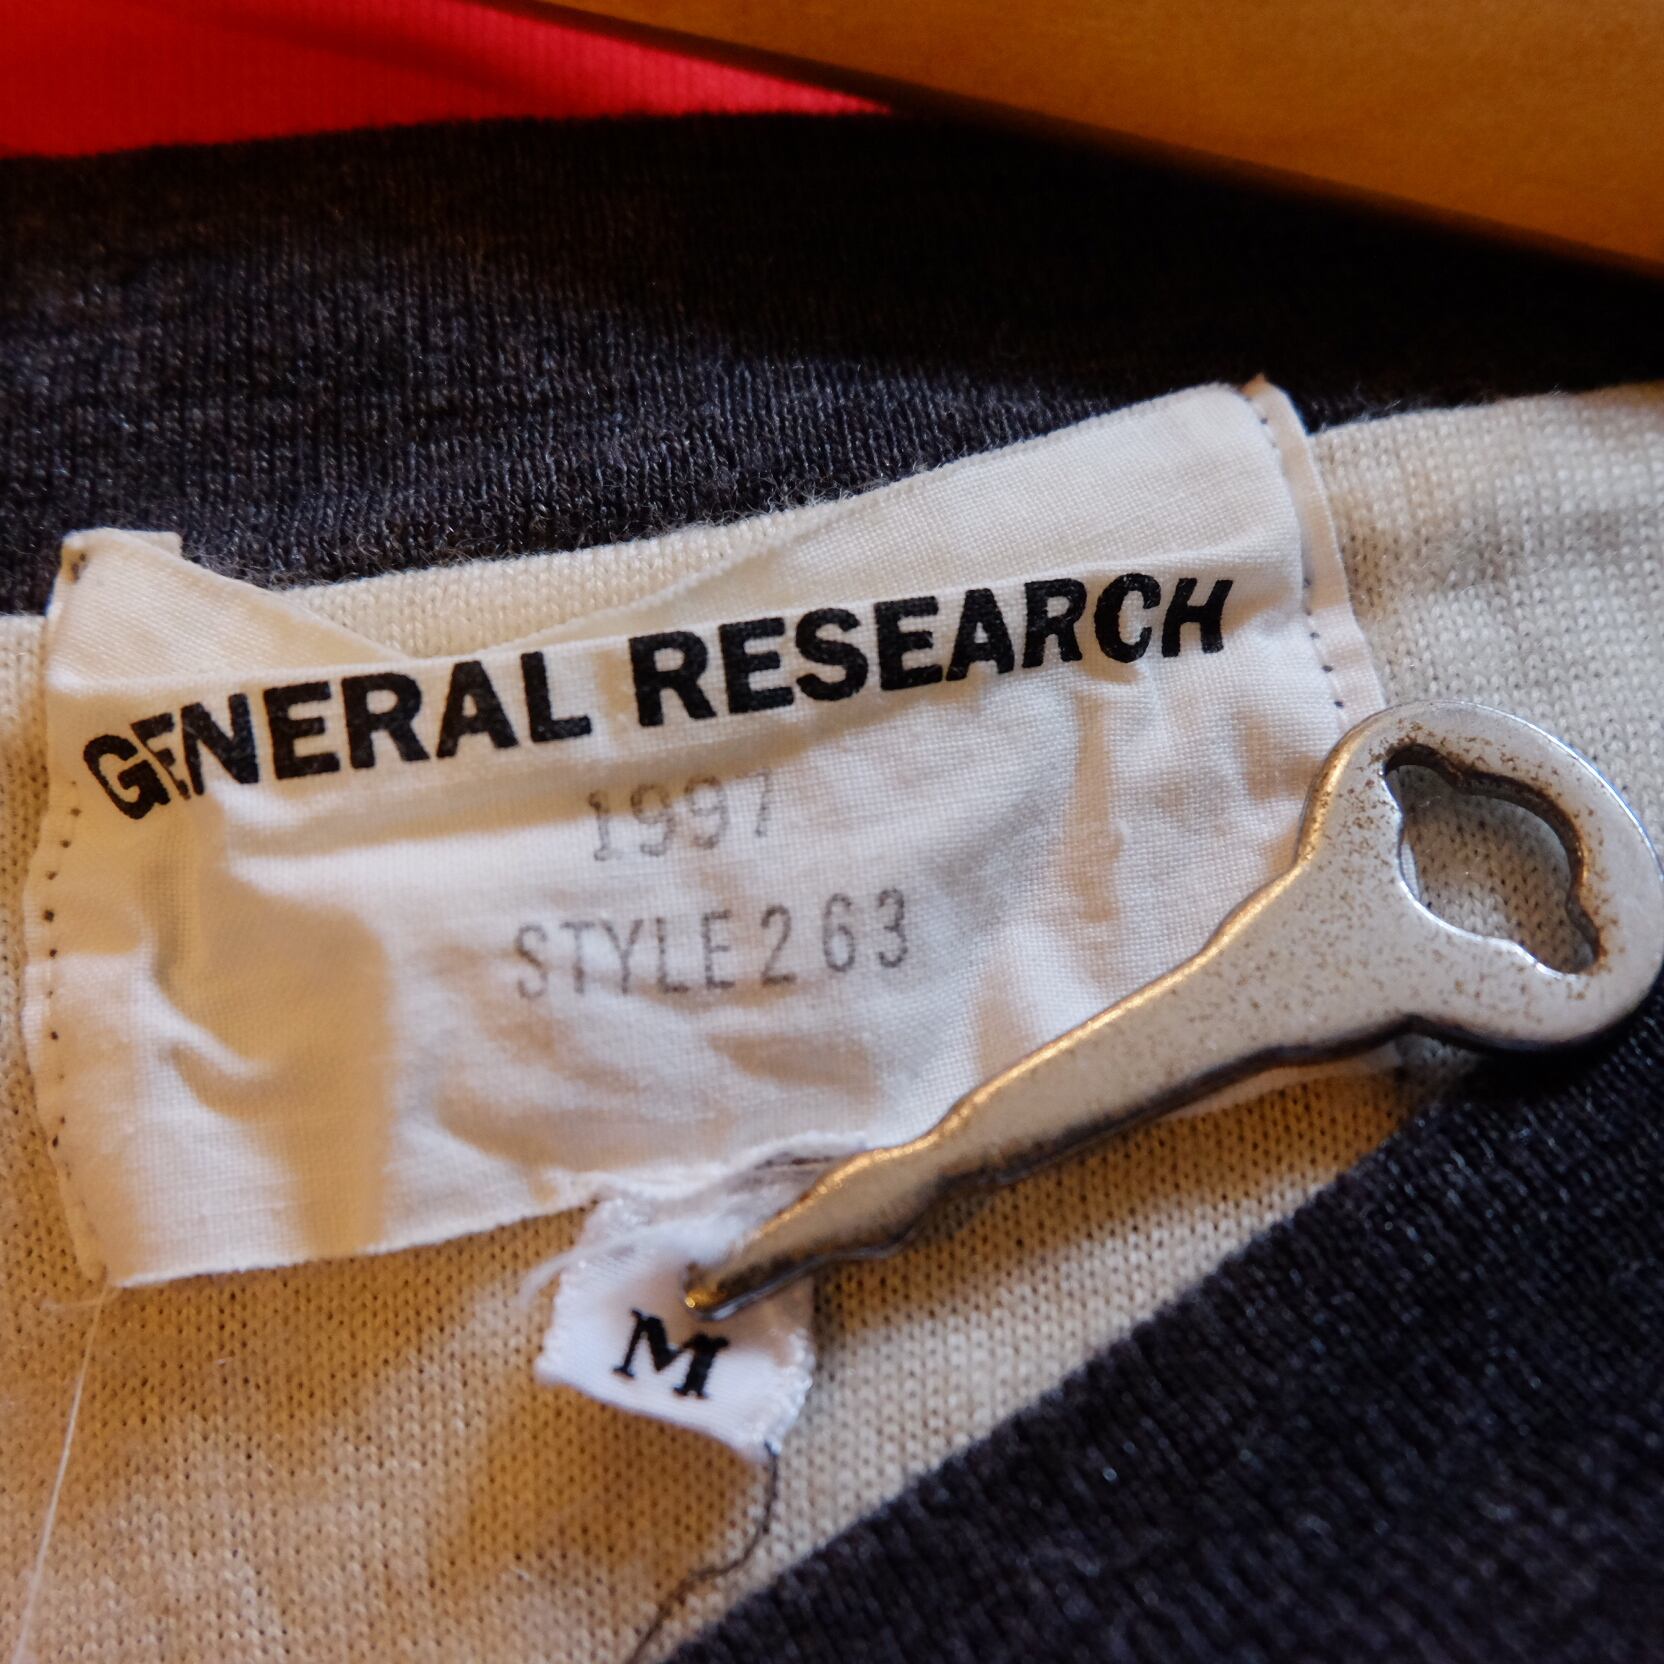 GENERAL RESEARCH
1997
STYLE263
M